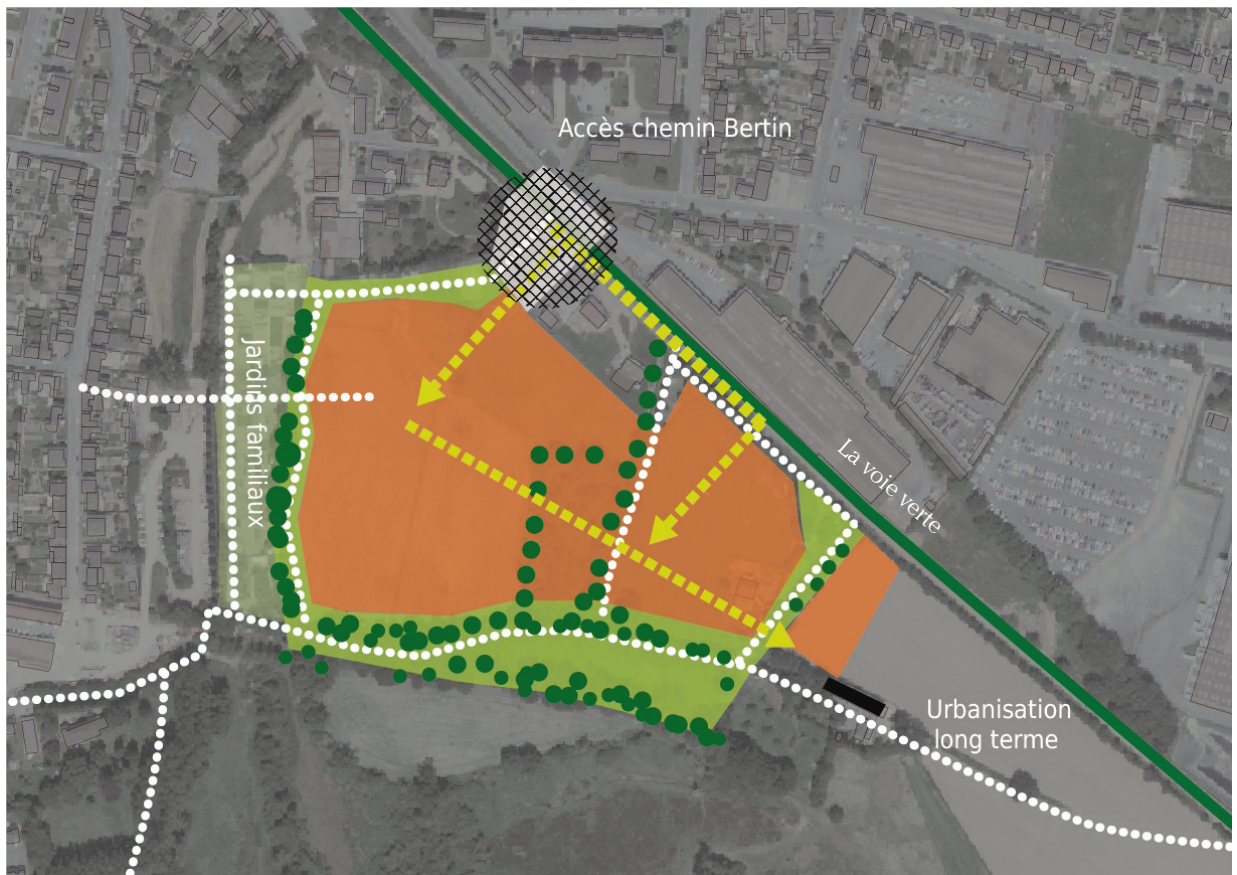 Accès chemin Bertin
Jardins familiaux
La voie verte
Urbanisation
long terme